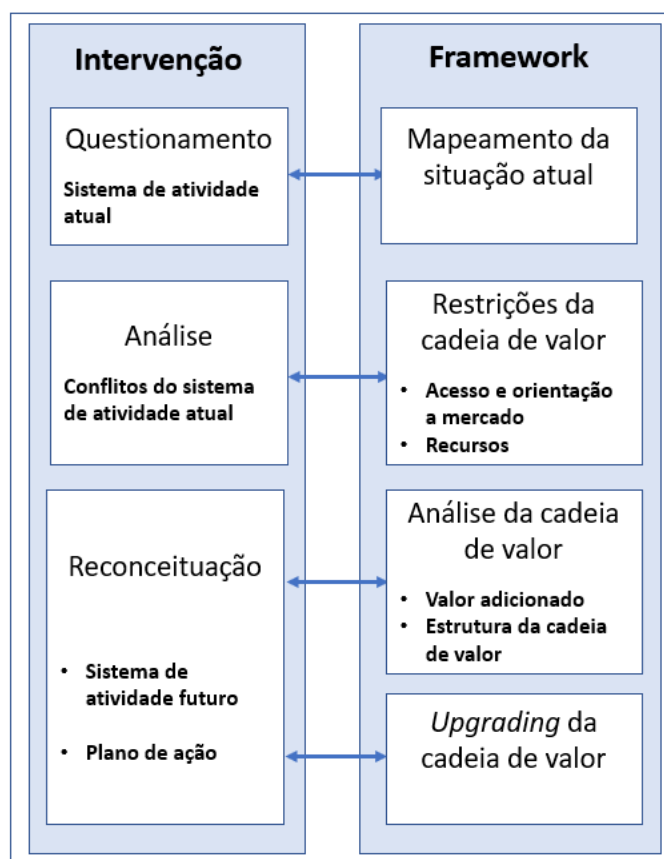 Intervenção
Questionamento
Sistema de atividade
atual
Análise
Conflitos do sistema
de atividade atual
Reconceituação
• Sistema de
atividade futuro
• Plano de ação
Framework
Mapeamento da
situação atual
Restrições da
cadeia de valor
• Acesso e orientação
a mercado
• Recursos
Análise da cadeia
de valor
• Valor adicionado
• Estrutura da cadeia
de valor
Upgrading da
cadeia de valor